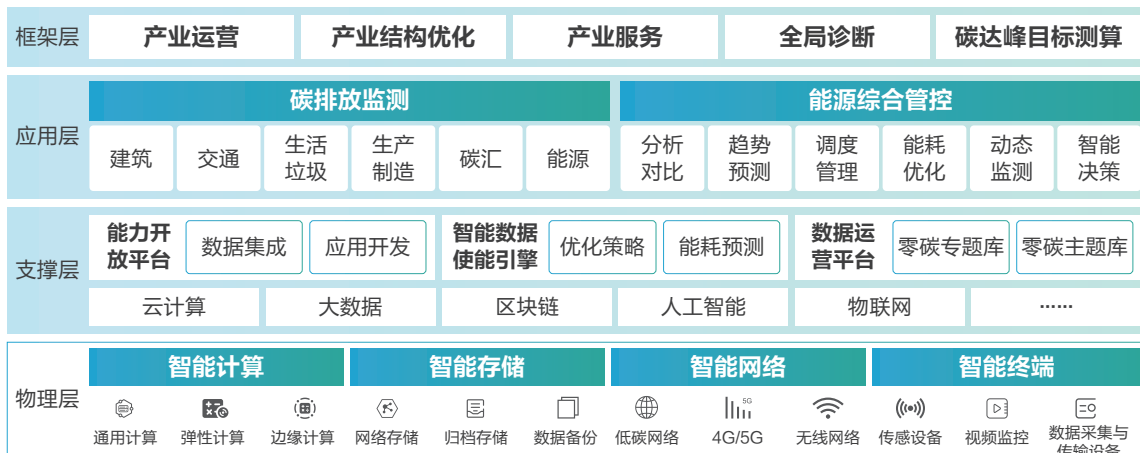 框架层 产业运营 产业结构优化 产业服务 全局诊断 碳达峰目标测算
碳排放监测 能源综合管控
应用层
建筑 交通 生活垃圾 生产制造 碳汇 能源 分析对比 趋势预测 调度管理 能耗优化 动态监测 智能决策
支撑层
能力开放平台 数据集成 应用开发 智能数据使能引擎 优化策略 能耗预测 数据运营平台 零碳专题库 零碳主题库
云计算 大数据 区块链 人工智能 物联网 ……
物理层
智能计算 智能存储 智能网络 智能终端
5G
通用计算 弹性计算 边缘计算 网络存储 归档存储 数据备份 低碳网络 4G/5G 无线网络 传感设备 视频监控 数据采集与传输设备